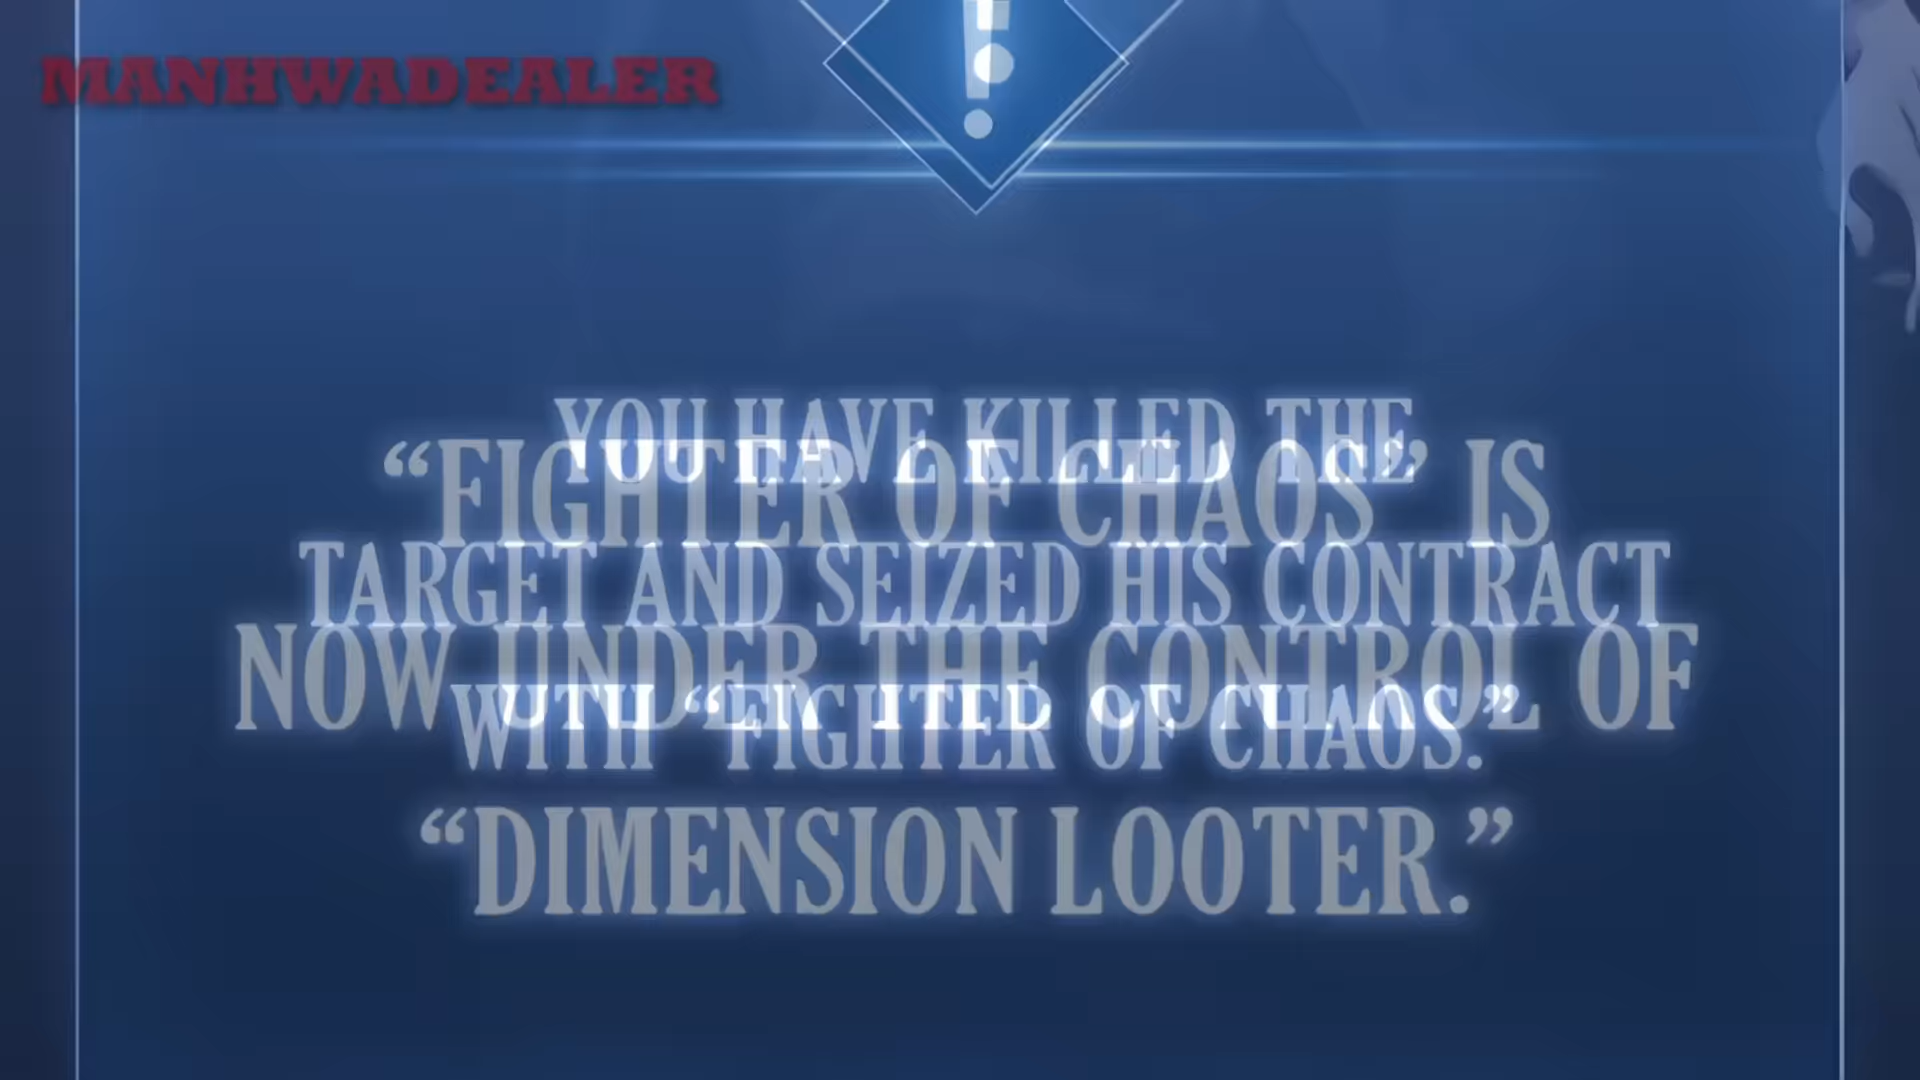 MANHWADEALER
YOU HAVE KILLED THE
TARGET AND SEIZED HIS CONTRACT
WITH “FIGHTER OF CHAOS.”
“FIGHTER OF CHAOS” IS
NOW UNDER THE CONTROL OF
“DIMENSION LOOTER.”